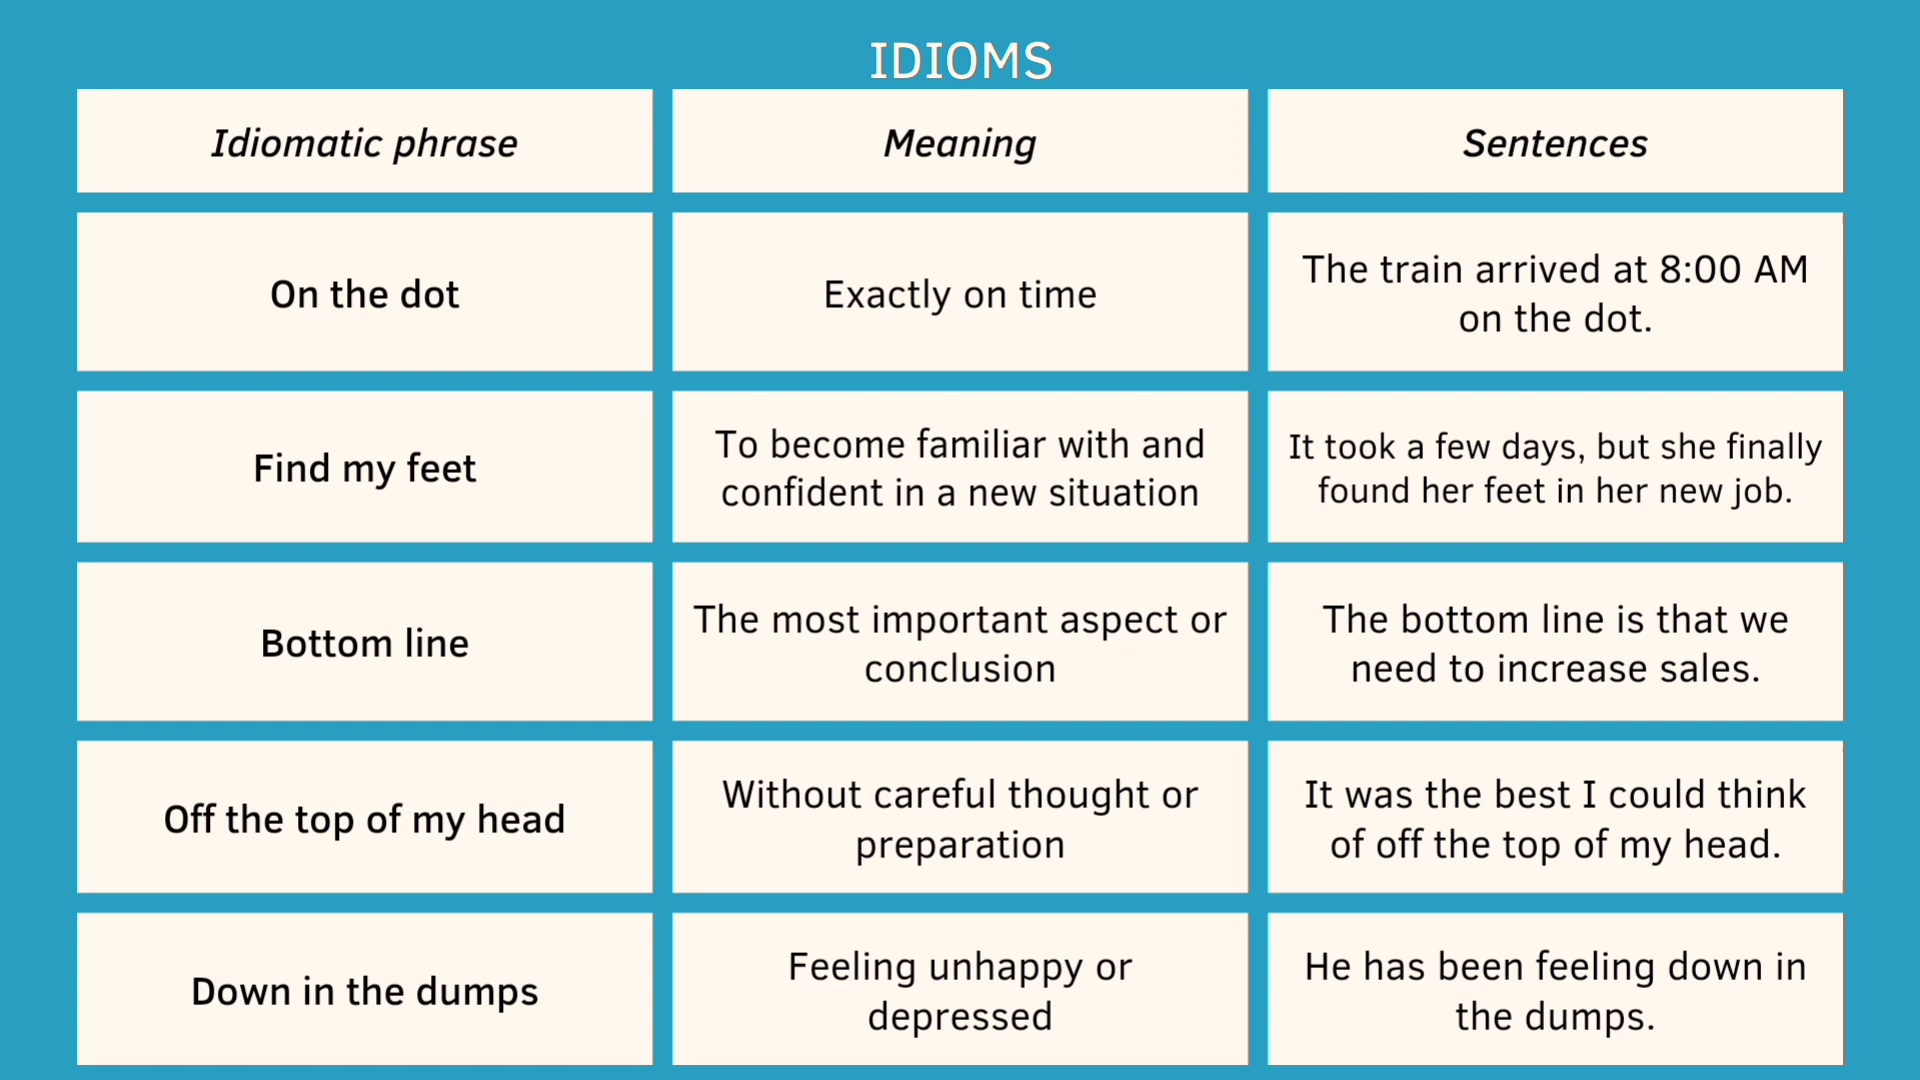 IDIOMS
Idiomatic phrase
Meaning
Sentences
On the dot
Exactly on time
The train arrived at 8:00 AM
on the dot.
Find my feet
To become familiar with and
confident in a new situation
It took a few days, but she finally
found her feet in her new job.
Bottom line
The most important aspect or
conclusion
The bottom line is that we
need to increase sales.
Off the top of my head
Without careful thought or
preparation
It was the best I could think
of off the top of my head.
Down in the dumps
Feeling unhappy or
depressed
He has been feeling down in
the dumps.